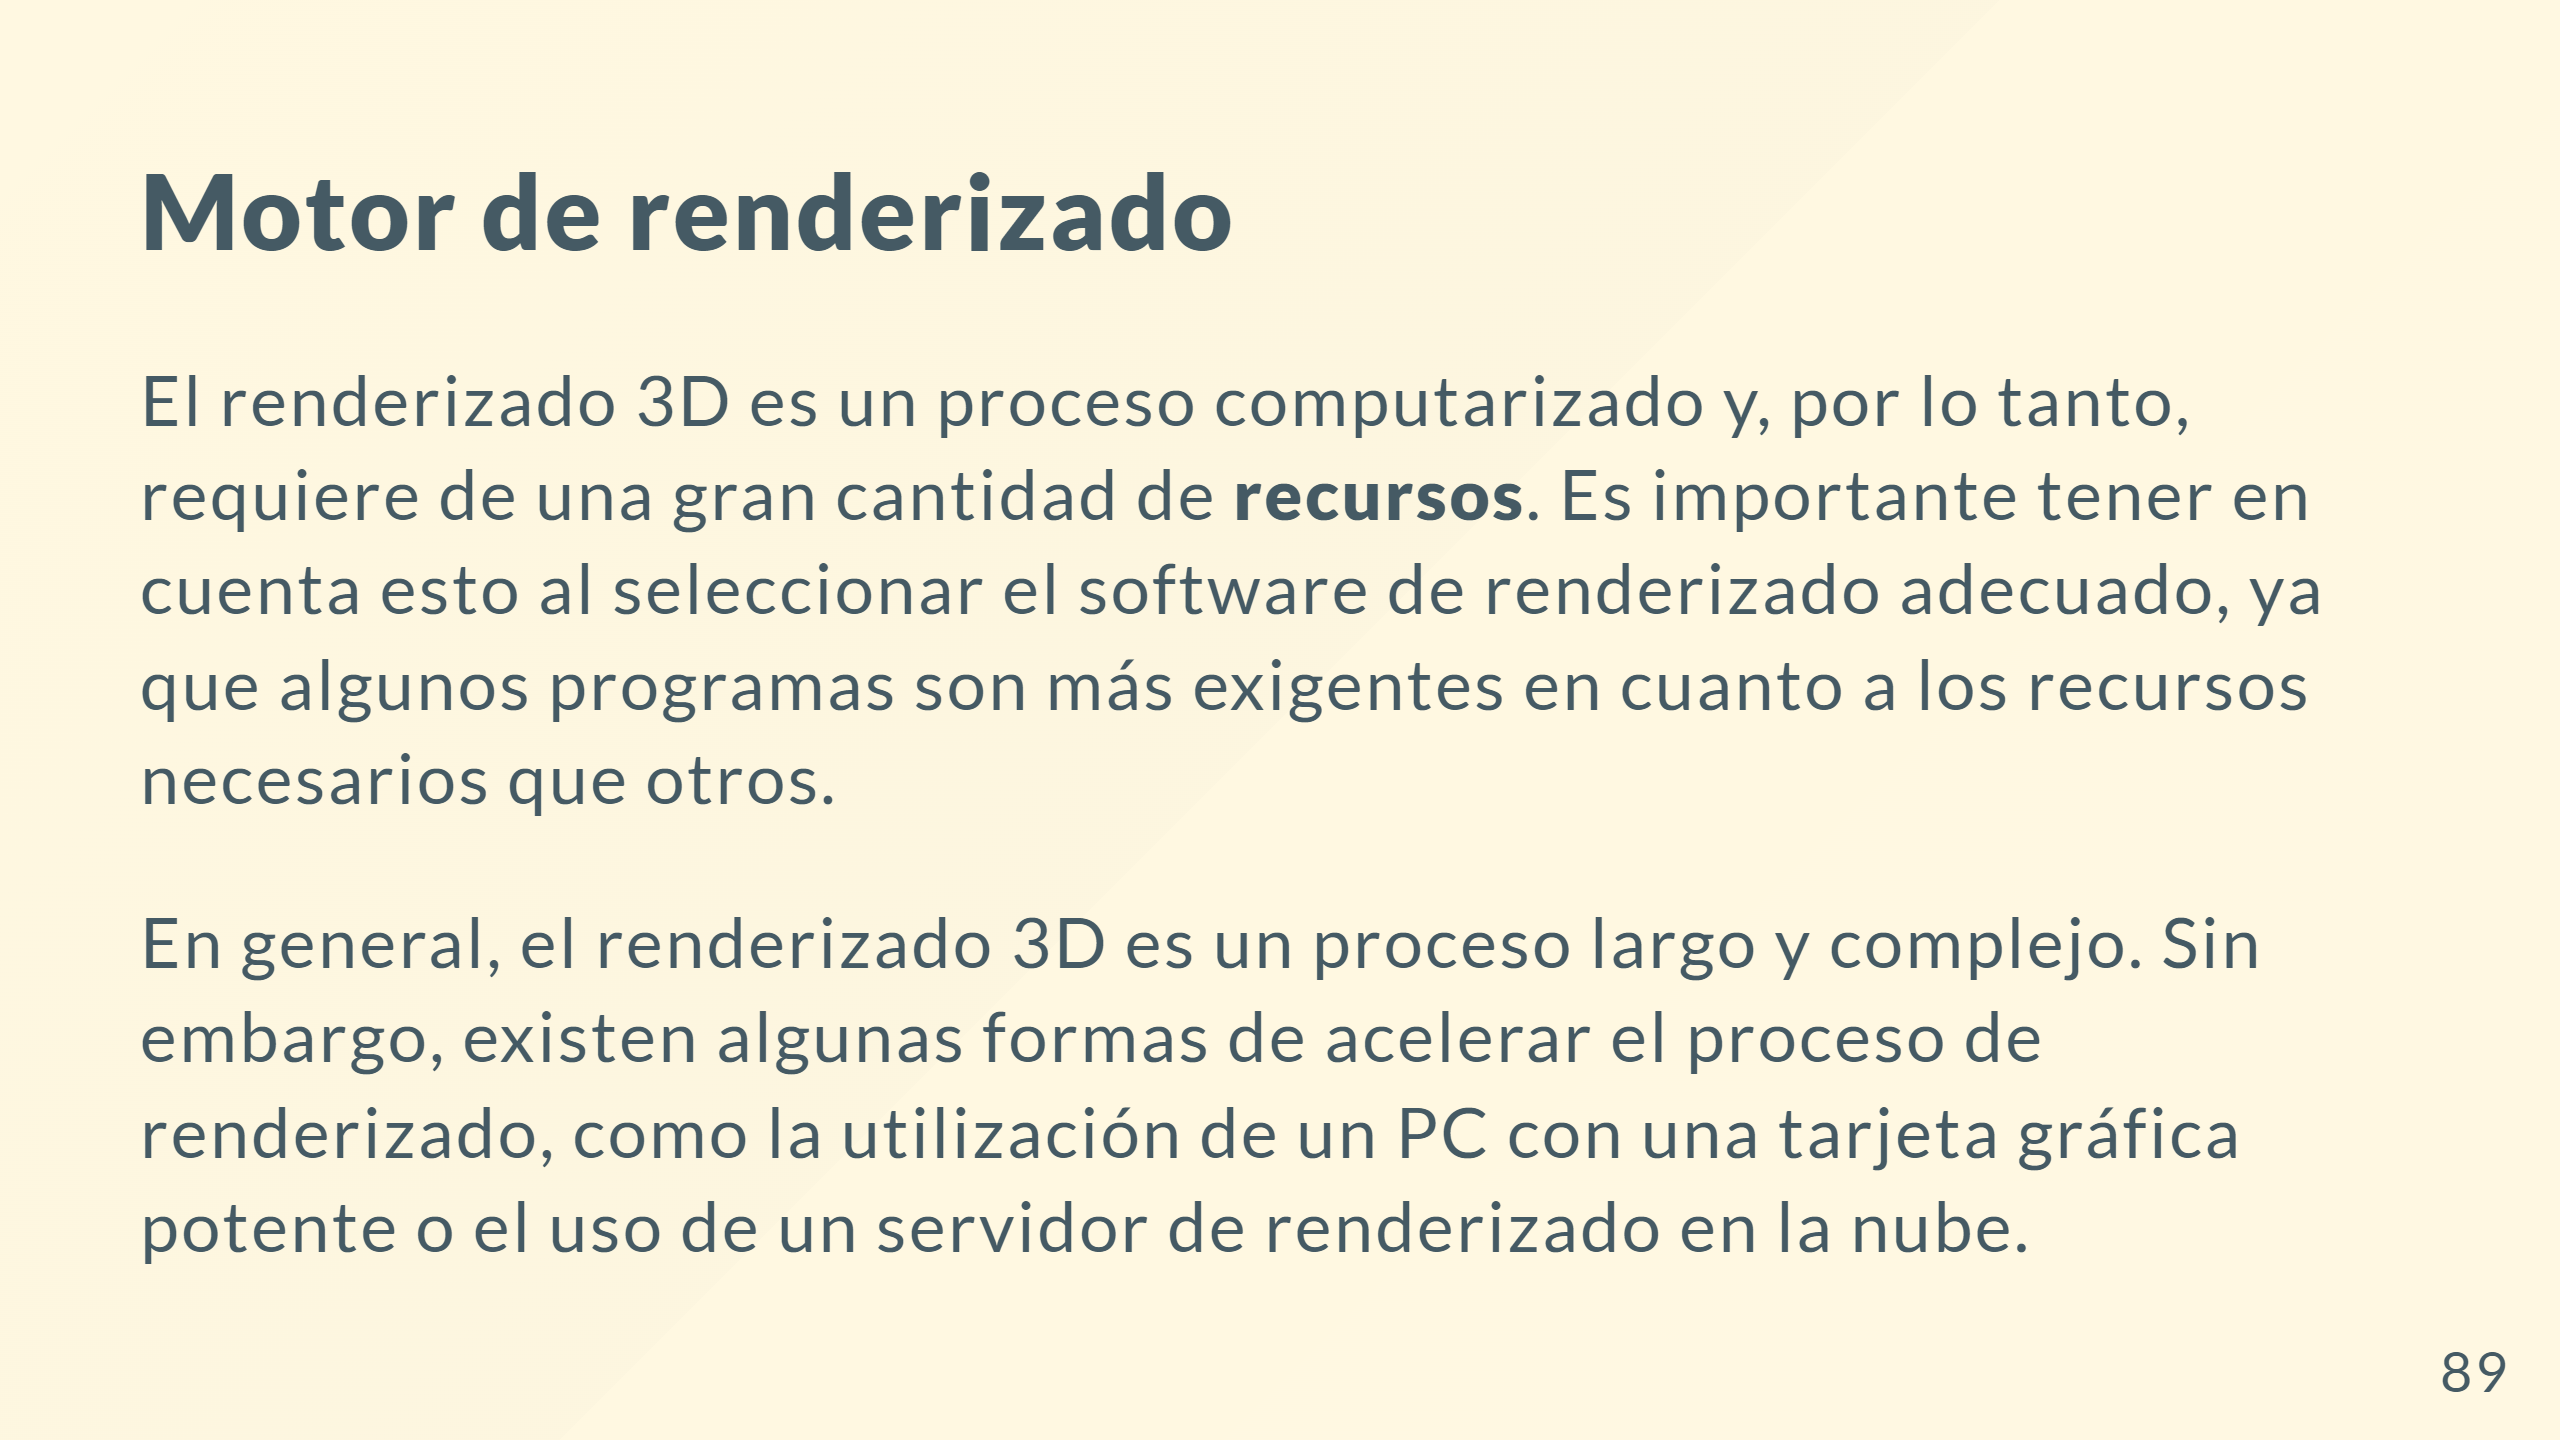 Motor de renderizado
El renderizado 3D es un proceso computarizado y, por lo tanto,
requiere de una gran cantidad de recursos. Es importante tener en
cuenta esto al seleccionar el software de renderizado adecuado, ya
que algunos programas son más exigentes en cuanto a los recursos
necesarios que otros.
En general, el renderizado 3D es un proceso largo y complejo. Sin
embargo, existen algunas formas de acelerar el proceso de
renderizado, como la utilización de un PC con una tarjeta gráfica
potente o el uso de un servidor de renderizado en la nube.
89